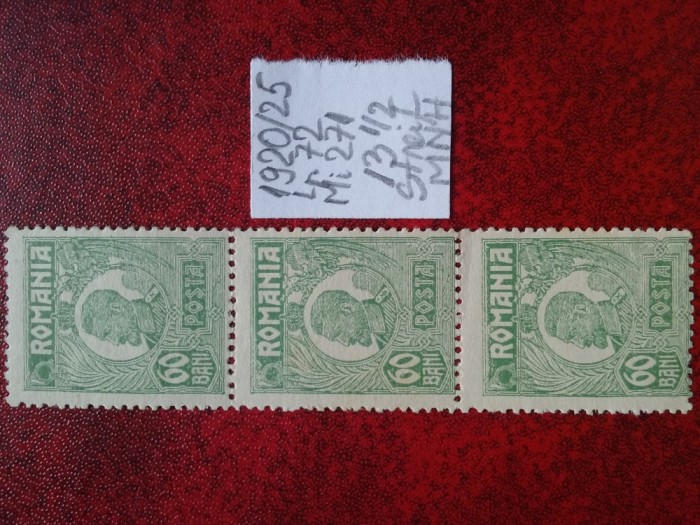 1920/25
LP 72
Mi 271
13 1/2
Streif
MNH
ROMANIA
POSTA
60 BANI
ROMANIA
POSTA
60 BANI
ROMANIA
POSTA
60 BANI